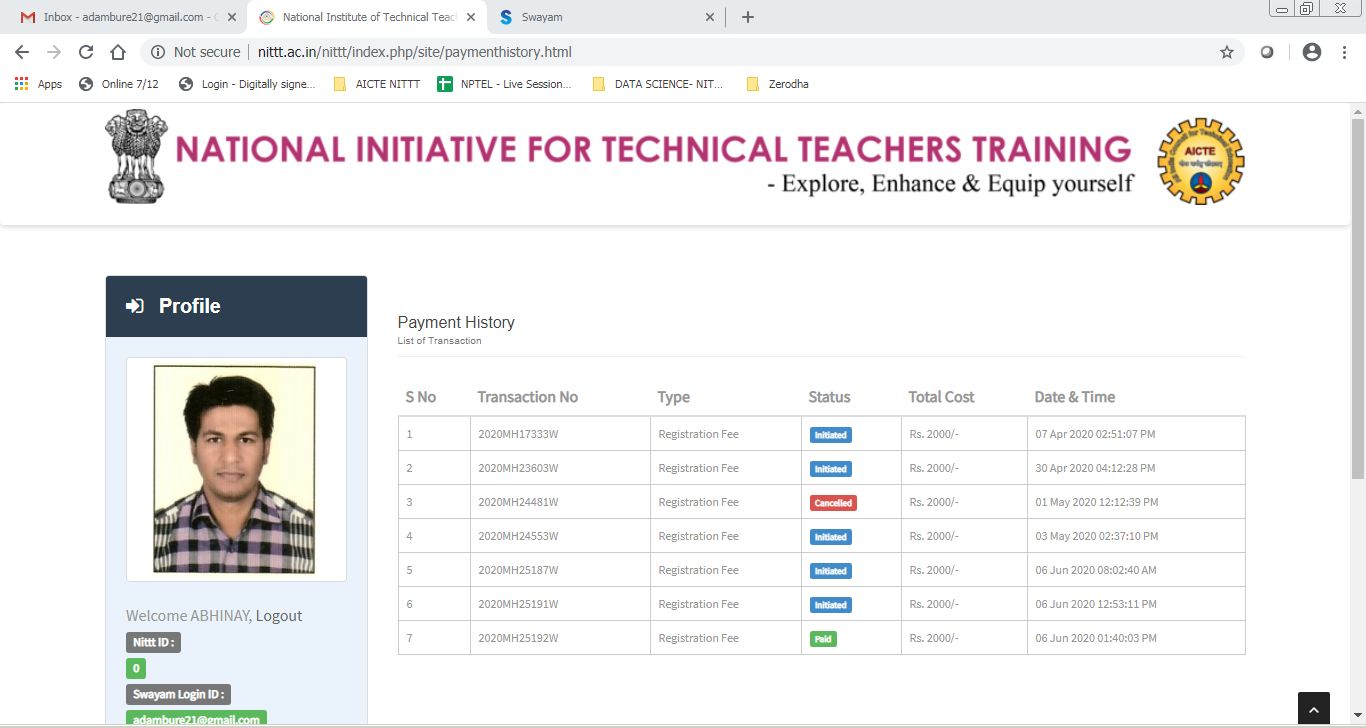 Inbox - adambure21@gmail.com -
National Institute of Technical Teac
Swayam
Not secure
nittt.ac.in/nittt/index.php/site/paymenthistory.html
Apps
Online 7/12
Login - Digitally signe...
AICTE NITTT
NPTEL - Live Session...
DATA SCIENCE- NIT...
Zerodha
NATIONAL INITIATIVE FOR TECHNICAL TEACHERS TRAINING
- Explore, Enhance & Equip yourself
AICTE
Profile
Welcome ABHINAY, Logout
Nittt ID :
0
Swayam Login ID :
adambure21@gmail.com
Payment History
List of Transaction
S No Transaction No Type Status Total Cost Date & Time
1 2020MH17333W Registration Fee Initiated Rs. 2000/- 07 Apr 2020 02:51:07 PM
2 2020MH23603W Registration Fee Initiated Rs. 2000/- 30 Apr 2020 04:12:28 PM
3 2020MH24481W Registration Fee Cancelled Rs. 2000/- 01 May 2020 12:12:39 PM
4 2020MH24553W Registration Fee Initiated Rs. 2000/- 03 May 2020 02:37:10 PM
5 2020MH25187W Registration Fee Initiated Rs. 2000/- 06 Jun 2020 08:02:40 AM
6 2020MH25191W Registration Fee Initiated Rs. 2000/- 06 Jun 2020 12:53:11 PM
7 2020MH25192W Registration Fee Paid Rs. 2000/- 06 Jun 2020 01:40:03 PM